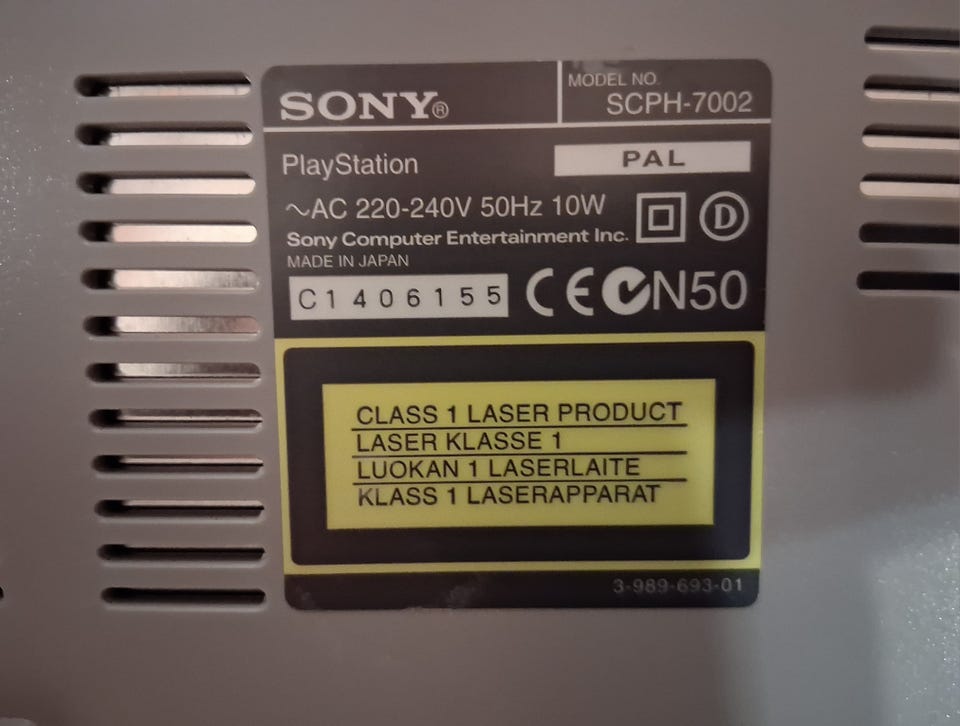 SONY®
MODEL NO.
SCPH-7002
PlayStation
PAL
~AC 220-240V 50Hz 10W
D
Sony Computer Entertainment Inc.
MADE IN JAPAN
C1406155
CE N50
CLASS 1 LASER PRODUCT
LASER KLASSE 1
LUOKAN 1 LASERLAITE
KLASS 1 LASERAPPARAT
3-989-693-01